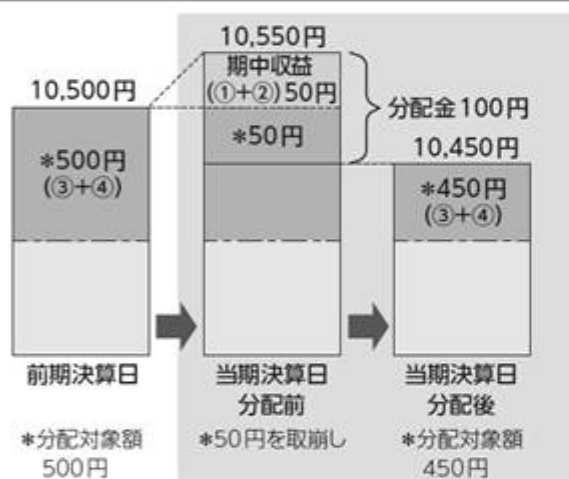 10,500円
*500円
(③+④)
前期決算日
*分配対象額
500円
10,550円
期中収益
(①+②)50円
*50円
分配金100円
当期決算日
分配前
*50円を取崩し
10,450円
*450円
(③+④)
当期決算日
分配後
*分配対象額
450円